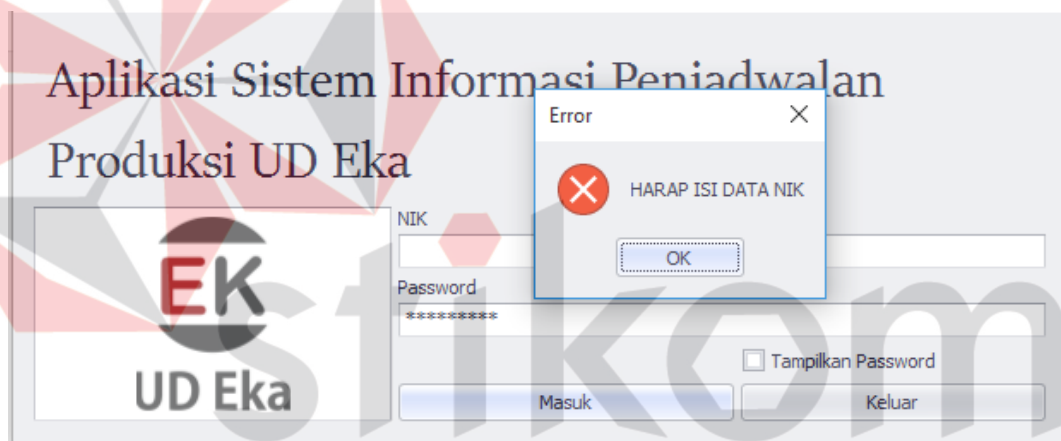 Aplikasi Sistem Informasi Penjadwalan
Produksi UD Eka
Error
HARAP ISI DATA NIK
OK
NIK
Password
*********
Tampilkan Password
Masuk
Keluar
EK
UD Eka
stikom